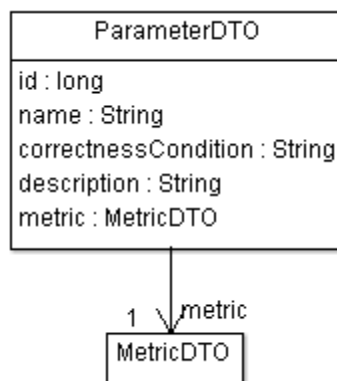 ParameterDTO
id : long
name : String
correctnessCondition : String
description : String
metric : MetricDTO
1 metric
MetricDTO